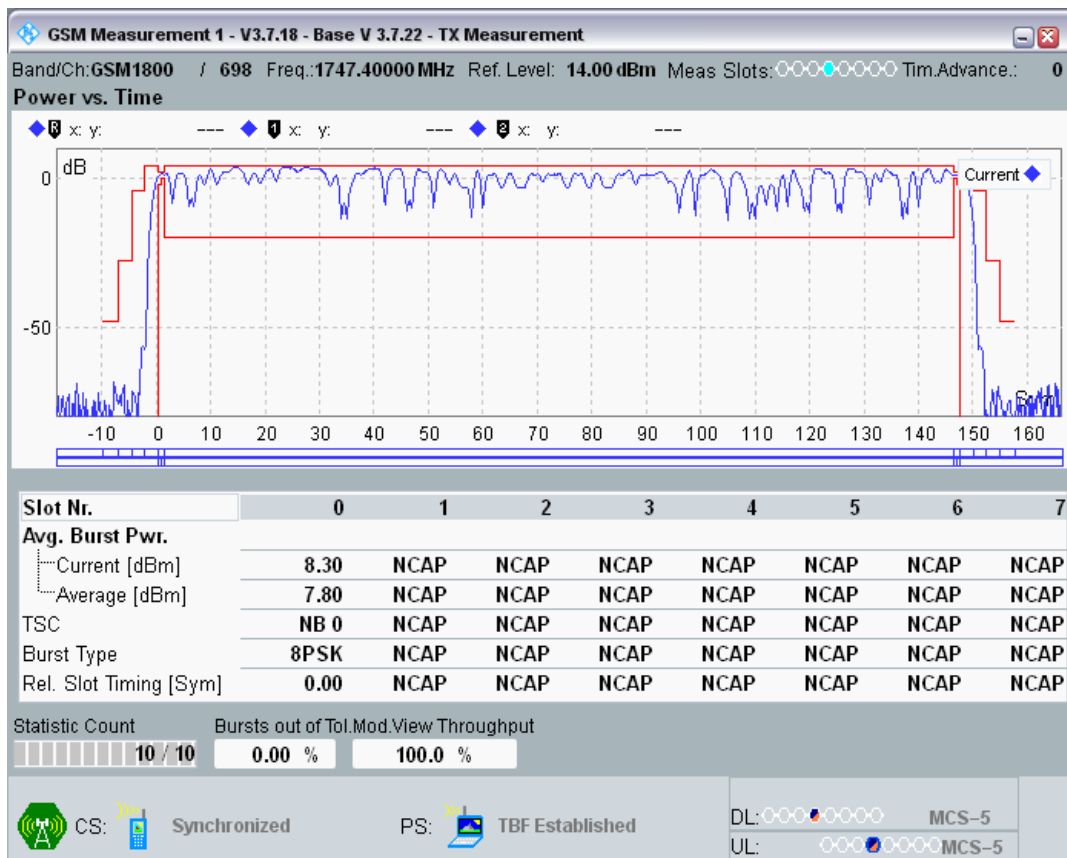 GSM Measurement 1 - V3.7.18 - Base V 3.7.22 - TX Measurement
Band/Ch:GSM1800 / 698 Freq.:1747.40000 MHz Ref. Level: 14.00 dBm Meas Slots: Tim.Advance.: 0
Power vs. Time
R x: y: --- 1 x: y: --- 2 x: y: ---
dB
Current
0
-50
-10 0 10 20 30 40 50 60 70 80 90 100 110 120 130 140 150 160
Slot Nr. 0 1 2 3 4 5 6 7
Avg. Burst Pwr.
Current [dBm] 8.30 NCAP NCAP NCAP NCAP NCAP NCAP NCAP
Average [dBm] 7.80 NCAP NCAP NCAP NCAP NCAP NCAP NCAP
TSC NB 0 NCAP NCAP NCAP NCAP NCAP NCAP NCAP
Burst Type 8PSK NCAP NCAP NCAP NCAP NCAP NCAP NCAP
Rel. Slot Timing [Sym] 0.00 NCAP NCAP NCAP NCAP NCAP NCAP NCAP
Statistic Count Bursts out of Tol.Mod.View Throughput
10 / 10 0.00 % 100.0 %
CS: Synchronized PS: TBF Established
DL: MCS-5
UL: MCS-5